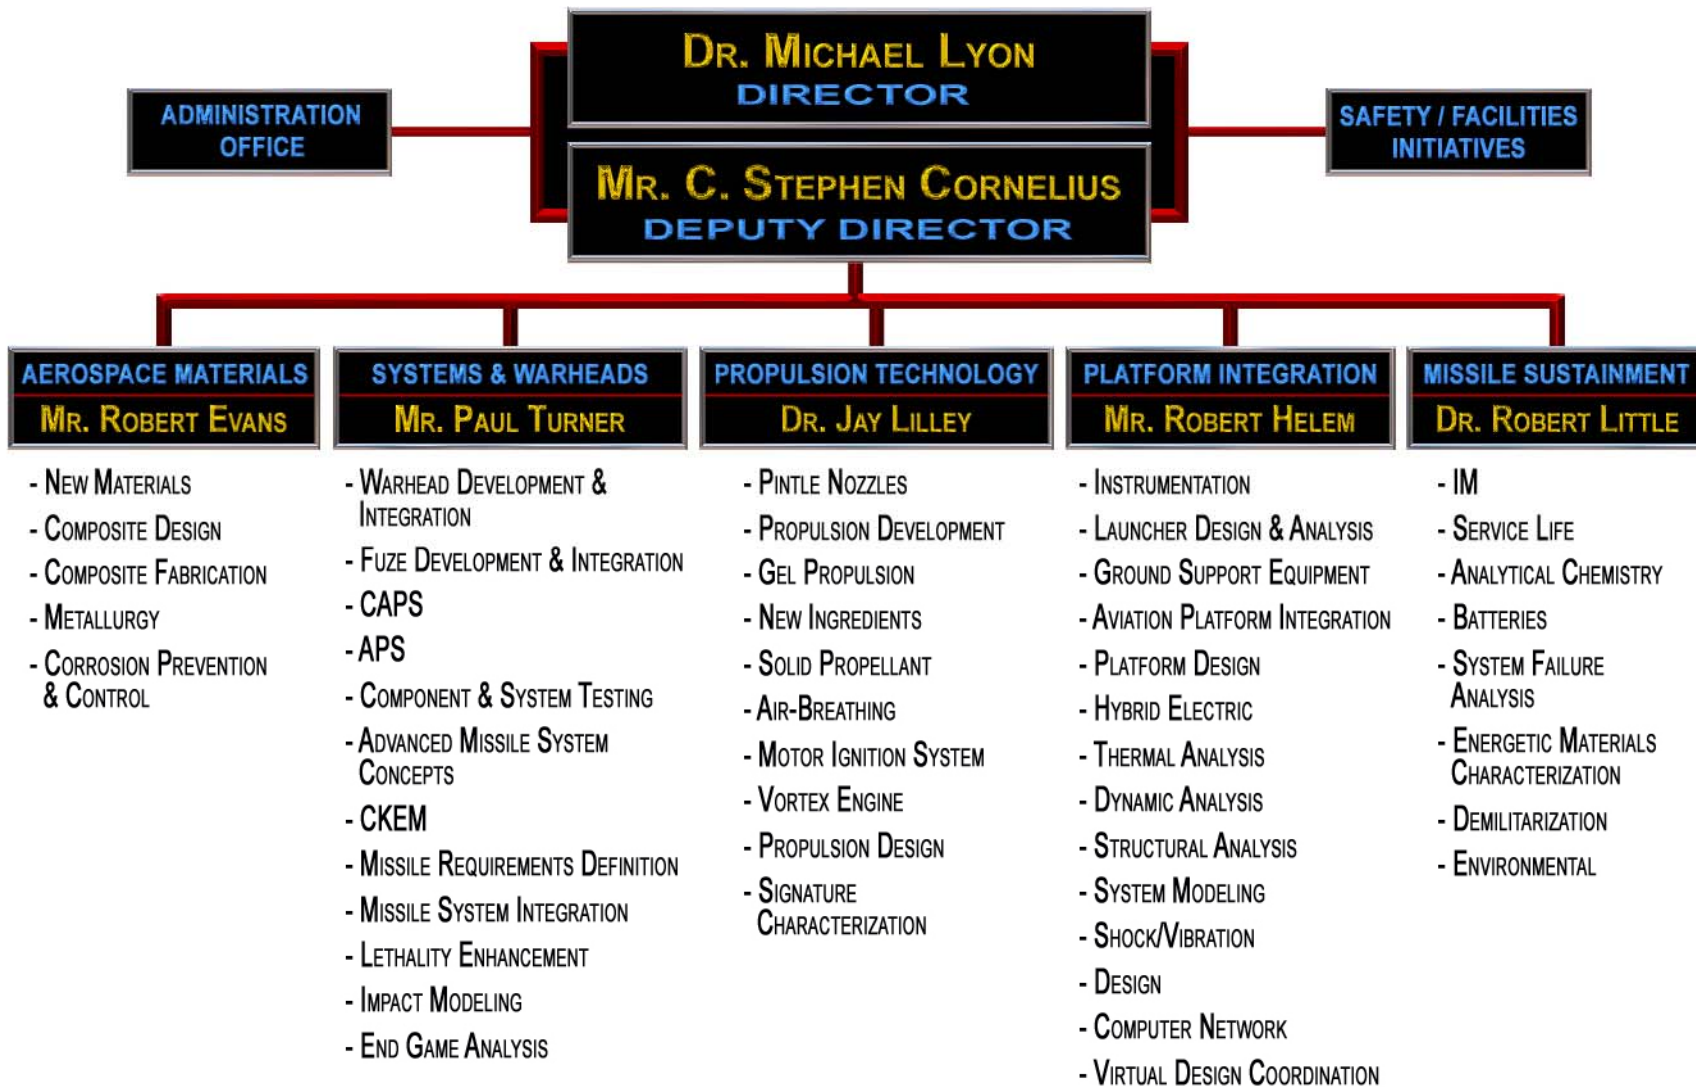 DR. MICHAEL LYON
DIRECTOR
ADMINISTRATION
OFFICE
SAFETY / FACILITIES
INITIATIVES
MR. C. STEPHEN CORNELIUS
DEPUTY DIRECTOR
AEROSPACE MATERIALS
MR. ROBERT EVANS
- NEW MATERIALS
- COMPOSITE DESIGN
- COMPOSITE FABRICATION
- METALLURGY
- CORROSION PREVENTION
& CONTROL
SYSTEMS & WARHEADS
MR. PAUL TURNER
- WARHEAD DEVELOPMENT &
INTEGRATION
- FUZE DEVELOPMENT & INTEGRATION
- CAPS
- APS
- COMPONENT & SYSTEM TESTING
- ADVANCED MISSILE SYSTEM
CONCEPTS
- CKEM
- MISSILE REQUIREMENTS DEFINITION
- MISSILE SYSTEM INTEGRATION
- LETHALITY ENHANCEMENT
- IMPACT MODELING
- END GAME ANALYSIS
PROPULSION TECHNOLOGY
DR. JAY LILLEY
- PINTLE NOZZLES
- PROPULSION DEVELOPMENT
- GEL PROPULSION
- NEW INGREDIENTS
- SOLID PROPELLANT
- AIR-BREATHING
- MOTOR IGNITION SYSTEM
- VORTEX ENGINE
- PROPULSION DESIGN
- SIGNATURE
CHARACTERIZATION
PLATFORM INTEGRATION
MR. ROBERT HELEM
- INSTRUMENTATION
- LAUNCHER DESIGN & ANALYSIS
- GROUND SUPPORT EQUIPMENT
- AVIATION PLATFORM INTEGRATION
- PLATFORM DESIGN
- HYBRID ELECTRIC
- THERMAL ANALYSIS
- DYNAMIC ANALYSIS
- STRUCTURAL ANALYSIS
- SYSTEM MODELING
- SHOCK/VIBRATION
- DESIGN
- COMPUTER NETWORK
- VIRTUAL DESIGN COORDINATION
MISSILE SUSTAINMENT
DR. ROBERT LITTLE
- IM
- SERVICE LIFE
- ANALYTICAL CHEMISTRY
- BATTERIES
- SYSTEM FAILURE
ANALYSIS
- ENERGETIC MATERIALS
CHARACTERIZATION
- DEMILITARIZATION
- ENVIRONMENTAL